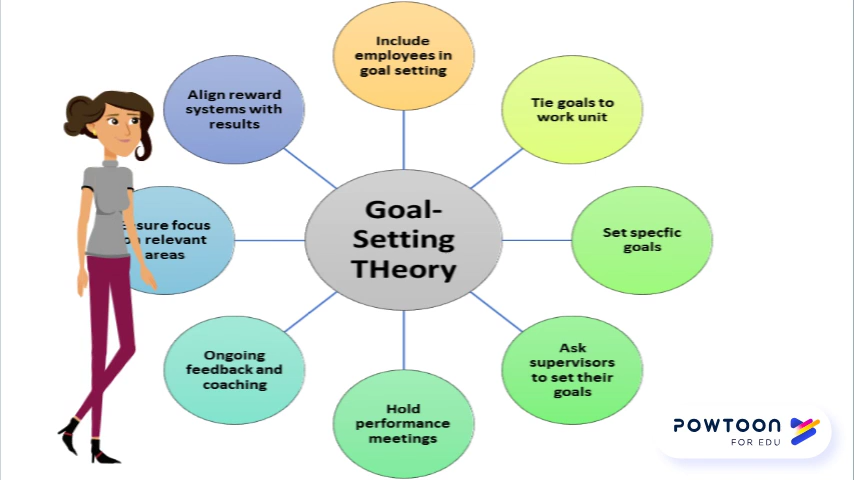 Include
employees in
goal setting
Tie goals to
work unit
Set specfic
goals
Ask
supervisors
to set their
goals
Hold
performance
meetings
Ongoing
feedback and
coaching
focus
relevant
areas
Align reward
systems with
results
Goal-
Setting
THeory
POWTOON
FOR EDU